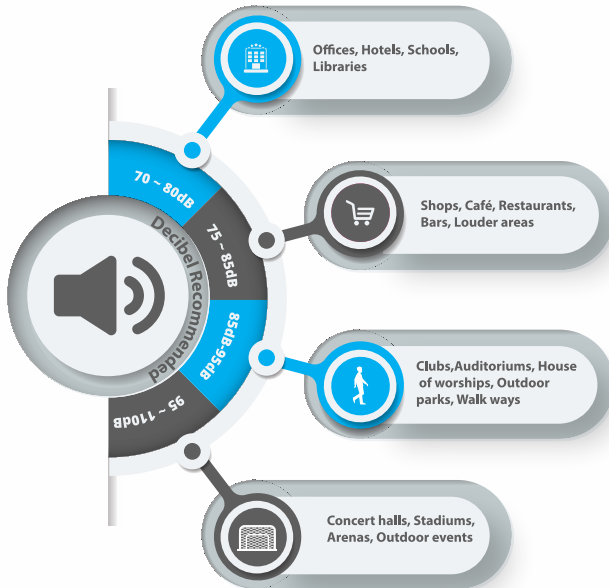 Offices, Hotels, Schools,
Libraries
70 ~ 80dB
Shops, Café, Restaurants,
Bars, Louder areas
75 ~ 85dB
Decibel Recommended
85dB-95dB
Clubs,Auditoriums, House
of worships, Outdoor
parks, Walk ways
95 ~ 110dB
Concert halls, Stadiums,
Arenas, Outdoor events